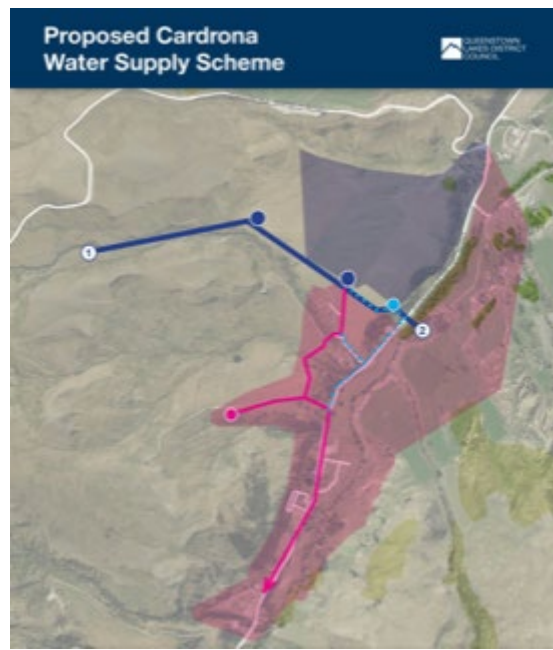 Proposed Cardrona
Water Supply Scheme
QUEENSTOWN
LAKES DISTRICT
COUNCIL
1
2